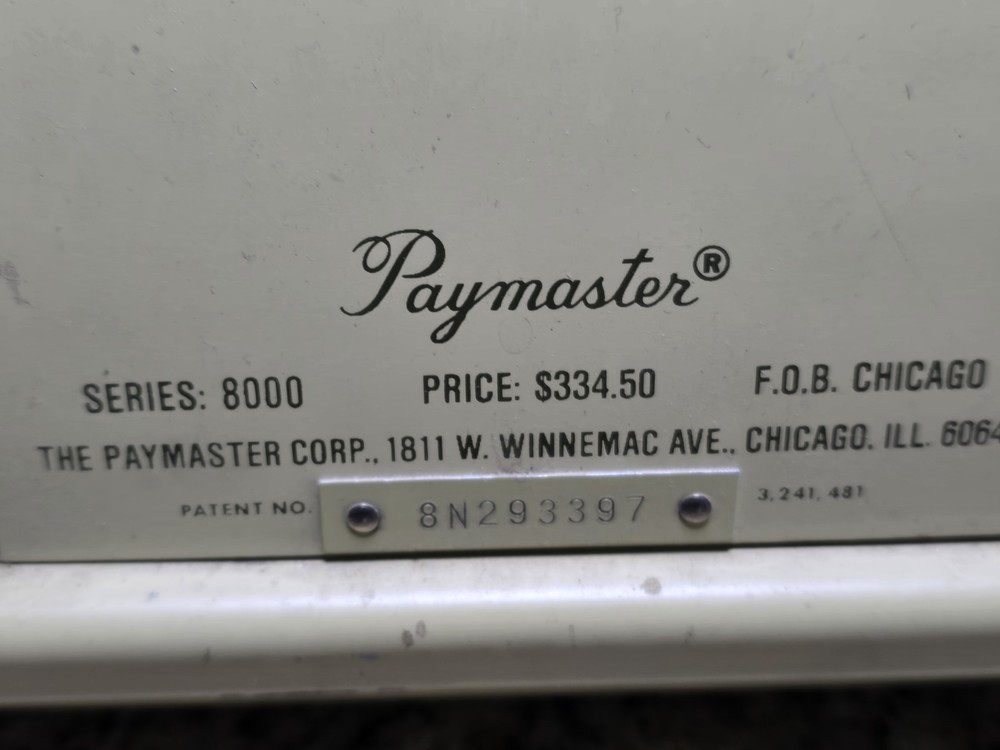 Paymaster®
SERIES: 8000 PRICE: $334.50 F.O.B. CHICAGO
THE PAYMASTER CORP., 1811 W. WINNEMAC AVE., CHICAGO, ILL. 6064
PATENT NO. 8N293397 3,241,481